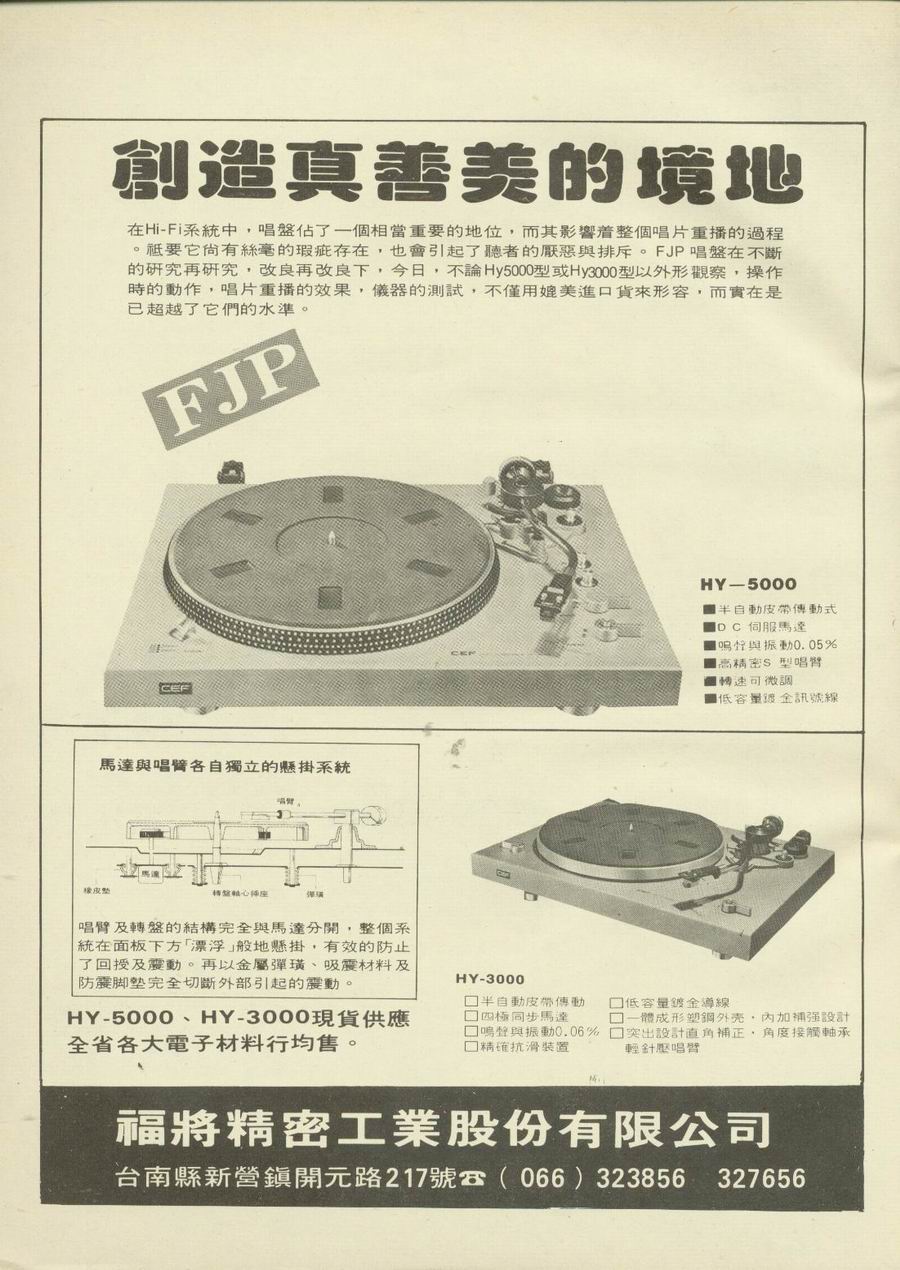 創造真善美的境地
在Hi-Fi系統中，唱盤佔了一個相當重要的地位，而其影響着整個唱片重播的過程
。祇要它尙有絲毫的瑕疵存在，也會引起了聽者的厭惡與排斥。FJP 唱盤在不斷
的研究再研究，改良再改良下，今日，不論Hy5000型或Hy3000型以外形觀察，操作
時的動作，唱片重播的效果，儀器的測試，不僅用媲美進口貨來形容，而實在是
已超越了它們的水準。
FJP
CEF
CEF
HY—5000
■半自動皮帶傳動式
■DC 伺服馬達
■鳴聲與振動0.05%
■高精密S 型唱臂
■轉速可微調
■低容量鍍金訊號線
馬達與唱臂各自獨立的懸掛系統
唱臂
馬達
橡皮墊
轉盤軸心揷座
彈璜
唱臂及轉盤的結構完全與馬達分開，整個系
統在面板下方「漂浮」般地懸掛，有效的防止
了回授及震動。再以金屬彈璜、吸震材料及
防震脚墊完全切斷外部引起的震動。
HY-5000、HY-3000現貨供應
全省各大電子材料行均售。
CEF
HY-3000
□半自動皮帶傳動
□四極同步馬達
□鳴聲與振動0.06%
□精確抗滑裝置
□低容量鍍金導線
□一體成形塑鋼外壳，內加補强設計
□突出設計直角補正，角度接觸軸承
輕針壓唱臂
福將精密工業股份有限公司
台南縣新營鎭開元路217號☎（066）323856 327656